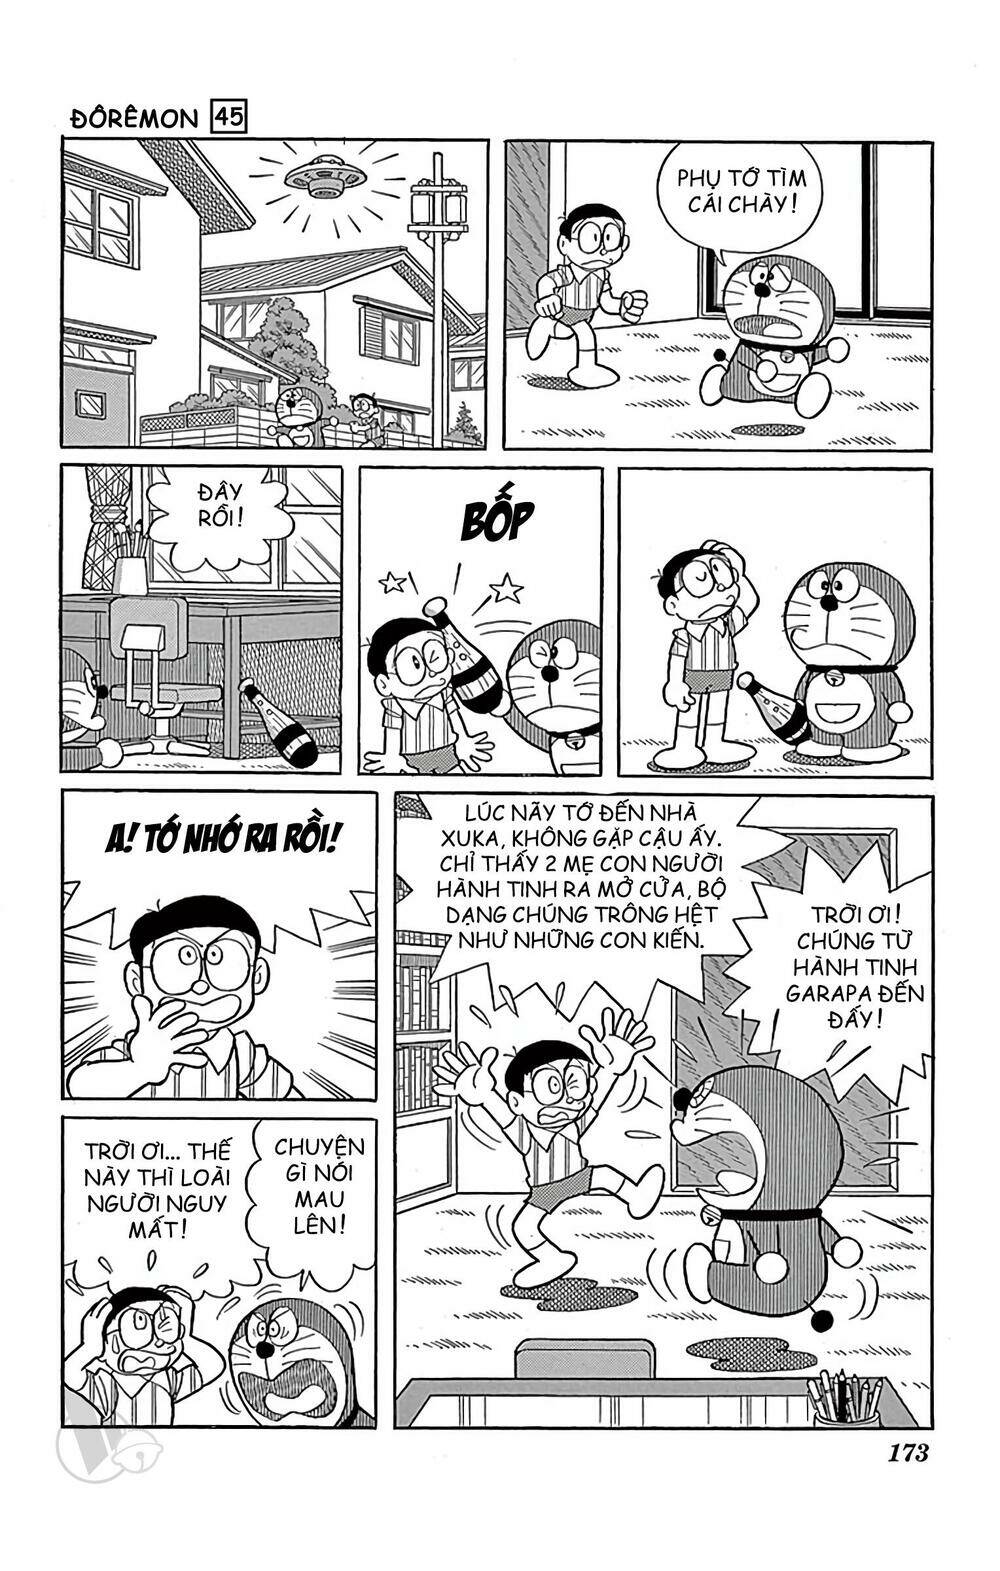 ĐÔRÊMON 45
PHỤ TỚ TÌM
CÁI CHÀY!
ĐÂY
RỒI!
BỐP
A! TỚ NHỚ RA RỒI!
LÚC NÃY TỚ ĐẾN NHÀ
XUKA, KHÔNG GẶP CẬU ẤY.
CHỈ THẤY 2 MẸ CON NGƯỜI
HÀNH TINH RA MỞ CỬA, BỘ
DẠNG CHÚNG TRÔNG HỆT
NHƯ NHỮNG CON KIẾN.
TRỜI ƠI!
CHÚNG TỪ
HÀNH TINH
GARAPA ĐẾN
ĐẤY!
CHUYỆN
GÌ NÓI
MAU
LÊN!
TRỜI ƠI... THẾ
NÀY THÌ LOÀI
NGƯỜI NGUY
MẤT!
173